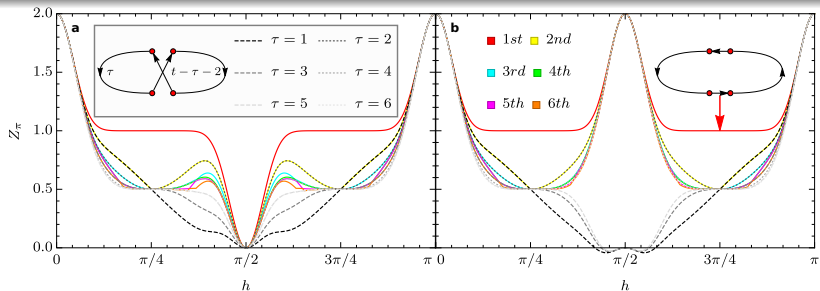 a
τ = 1
τ = 2
τ = 3
τ = 4
τ = 5
τ = 6
τ
t − τ − 2
b
1st
2nd
3rd
4th
5th
6th
Z_π
2.0
1.5
1.0
0.5
0.0
0
π/4
π/2
3π/4
π
0
π/4
π/2
3π/4
π
h
h